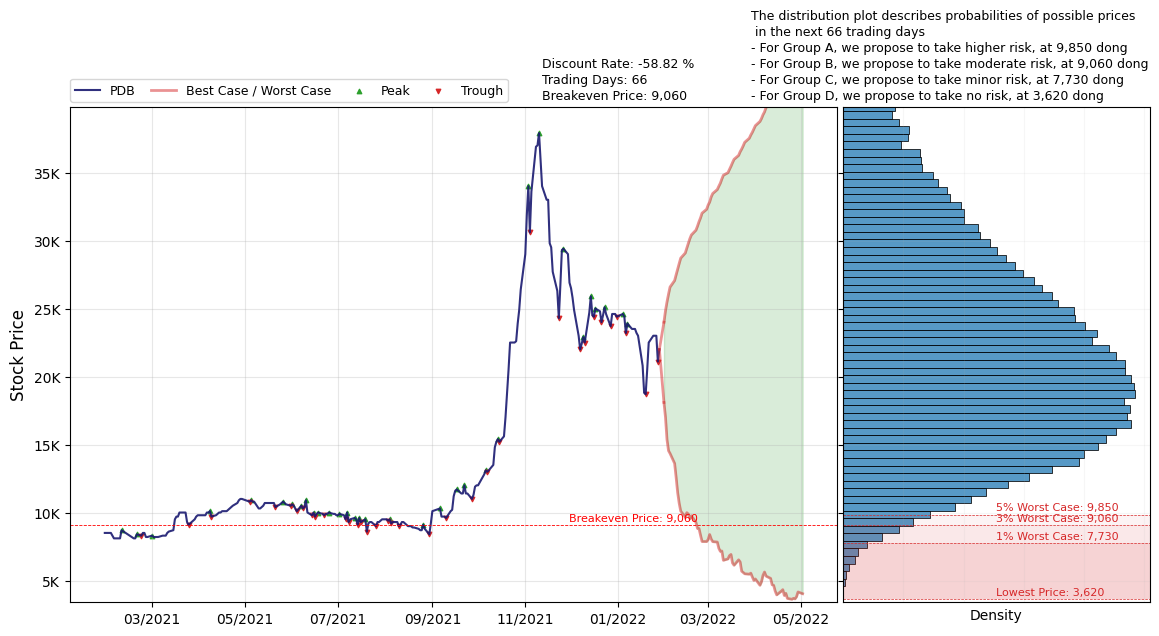 The distribution plot describes probabilities of possible prices
in the next 66 trading days
- For Group A, we propose to take higher risk, at 9,850 dong
- For Group B, we propose to take moderate risk, at 9,060 dong
- For Group C, we propose to take minor risk, at 7,730 dong
- For Group D, we propose to take no risk, at 3,620 dong
Discount Rate: -58.82 %
Trading Days: 66
Breakeven Price: 9,060
PDB
Best Case / Worst Case
Peak
Trough
Stock Price
35K
30K
25K
20K
15K
10K
5K
Breakeven Price: 9,060
03/2021
05/2021
07/2021
09/2021
11/2021
01/2022
03/2022
05/2022
5% Worst Case: 9,850
3% Worst Case: 9,060
1% Worst Case: 7,730
Lowest Price: 3,620
Density